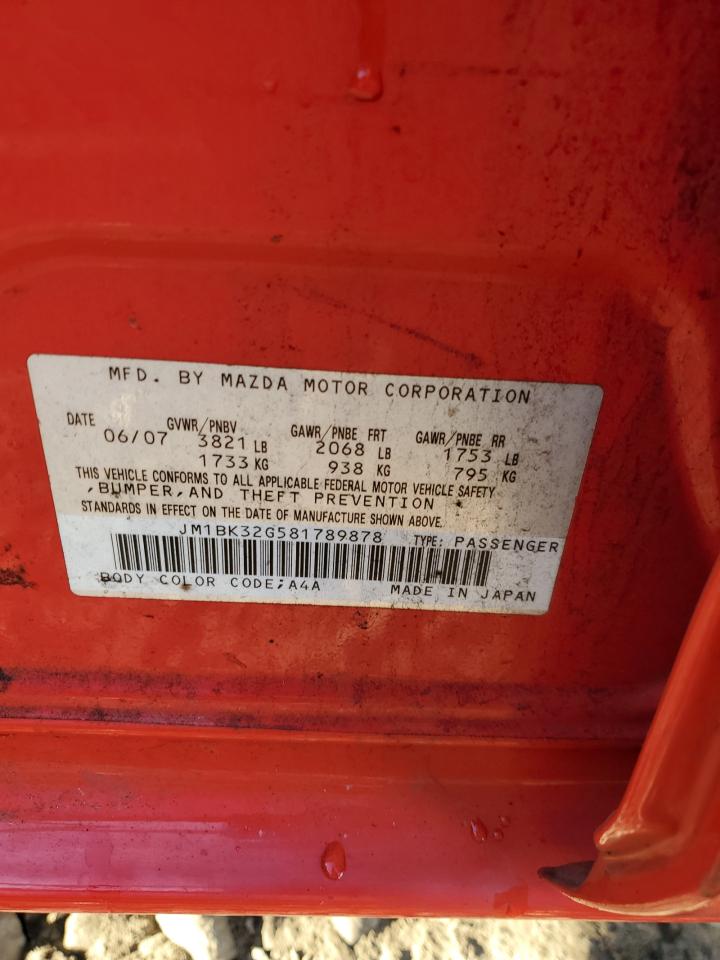 MFD. BY MAZDA MOTOR CORPORATION
DATE GVWR/PNBV GAWR/PNBE FRT GAWR/PNBE RR
06/07 3821 LB 2068 LB 1753 LB
1733 KG 938 KG 795 KG
THIS VEHICLE CONFORMS TO ALL APPLICABLE FEDERAL MOTOR VEHICLE SAFETY
,BUMPER,AND THEFT PREVENTION
STANDARDS IN EFFECT ON THE DATE OF MANUFACTURE SHOWN ABOVE.
JM1BK32G581789878 TYPE: PASSENGER
BODY COLOR CODE:A4A MADE IN JAPAN